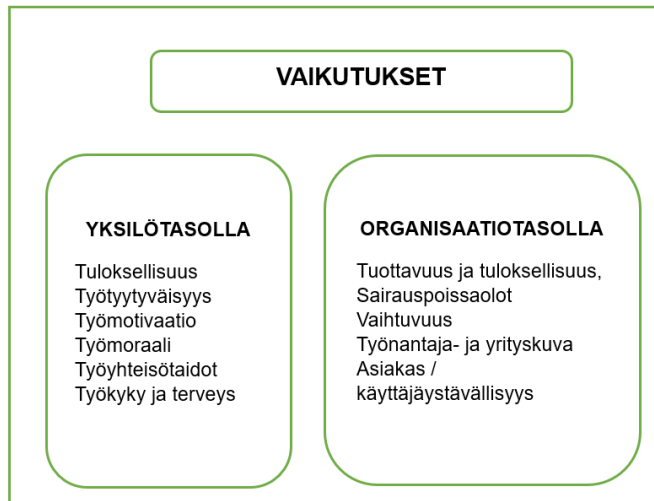 VAIKUTUKSET
YKSILÖTASOLLA
Tuloksellisuus
Työtyytyväisyys
Työmotivaatio
Työmoraali
Työyhteisötaidot
Työkyky ja terveys
ORGANISAATIOTASOLLA
Tuottavuus ja tuloksellisuus,
Sairauspoissaolot
Vaihtuvuus
Työnantaja- ja yrityskuva
Asiakas /
käyttäjäystävällisyys